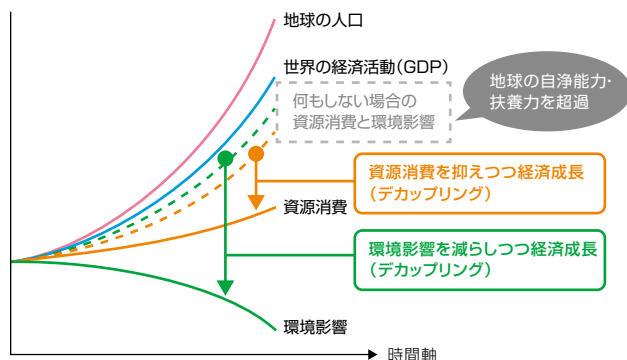 地球の人口
世界の経済活動(GDP)
地球の自浄能力・
扶養力を超過
何もしない場合の
資源消費と環境影響
資源消費を抑えつつ経済成長
(デカップリング)
資源消費
環境影響を減らしつつ経済成長
(デカップリング)
環境影響
時間軸